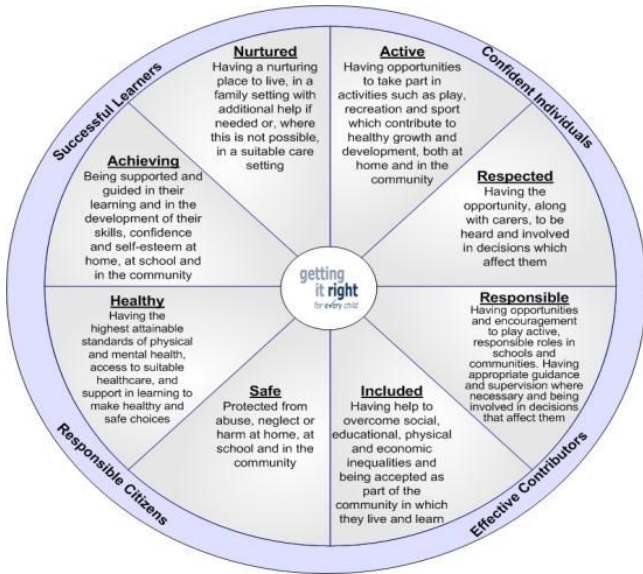 Successful Learners
Confident Individuals
Nurtured
Having a nurturing
place to live, in a
family setting with
additional help if
needed or, where
this is not possible,
in a suitable care
setting
Active
Having opportunities
to take part in
activities such as play,
recreation and sport
which contribute to
healthy growth and
development, both at
home and in the
community
Achieving
Being supported and
guided in their
learning and in the
development of their
skills, confidence
and self-esteem at
home, at school and
in the community
Respected
Having the
opportunity, along
with carers, to be
heard and involved
in decisions which
affect them
getting
it right
for every child
Healthy
Having the
highest attainable
standards of physical
and mental health,
access to suitable
healthcare, and
support in learning to
make healthy and
safe choices
Responsible
Having opportunities
and encouragement
to play active,
responsible roles in
schools and
communities. Having
appropriate guidance
and supervision where
necessary and being
involved in decisions
that affect them
Safe
Protected from
abuse, neglect or
harm at home, at
school and in the
community
Included
Having help to
overcome social,
educational, physical
and economic
inequalities and
being accepted as
part of the
community in which
they live and learn
Responsible Citizens
Effective Contributors